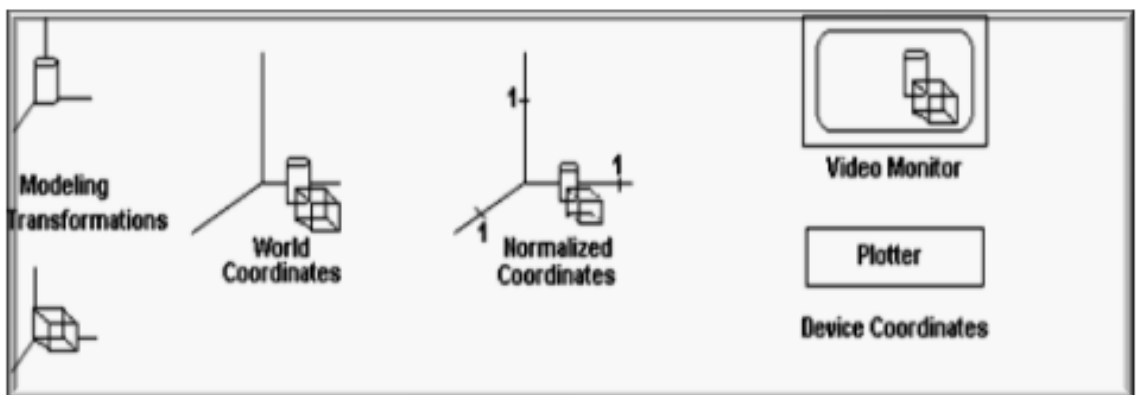 Modeling
Transformations
World
Coordinates
1
1
1
Normalized
Coordinates
Video Monitor
Plotter
Device Coordinates